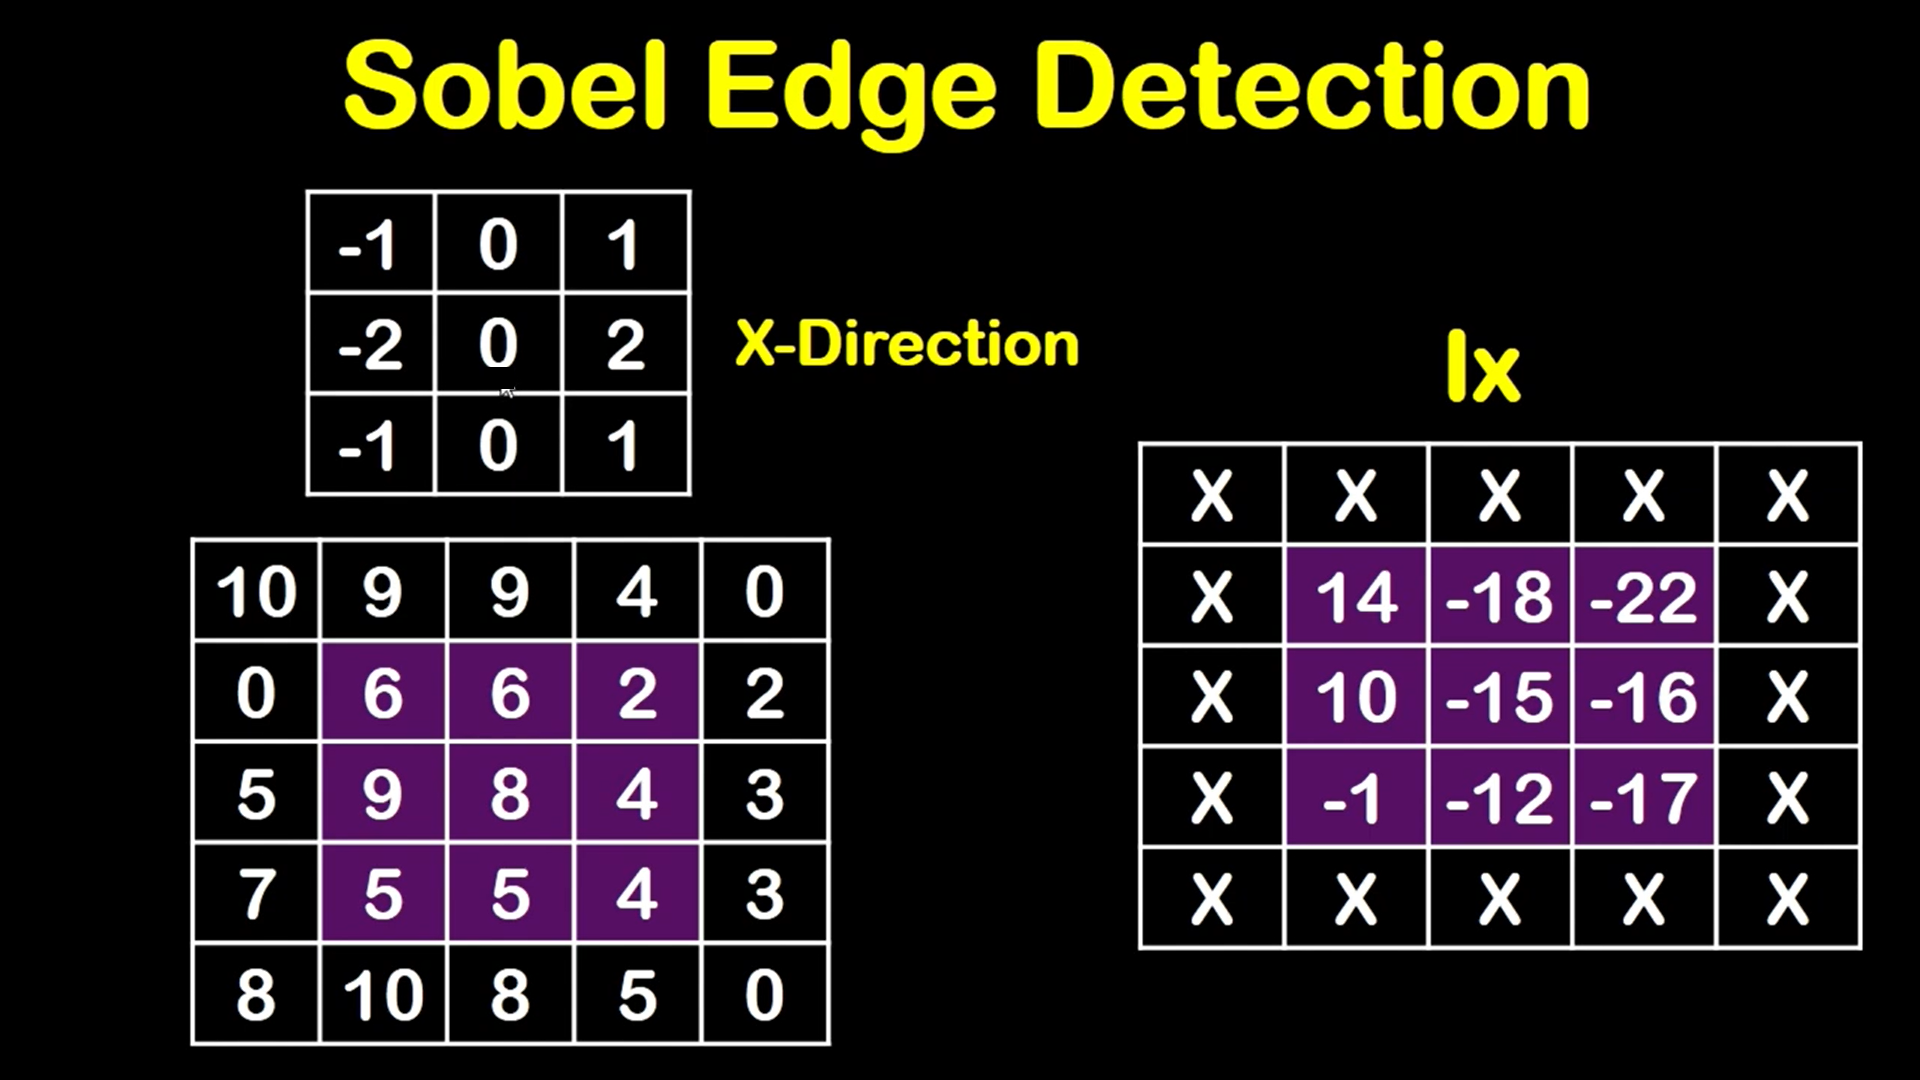 Sobel Edge Detection
-1 0 1
-2 0 2
-1 0 1
X-Direction
10 9 9 4 0
0 6 6 2 2
5 9 8 4 3
7 5 5 4 3
8 10 8 5 0
Ix
X X X X X
X 14 -18 -22 X
X 10 -15 -16 X
X -1 -12 -17 X
X X X X X